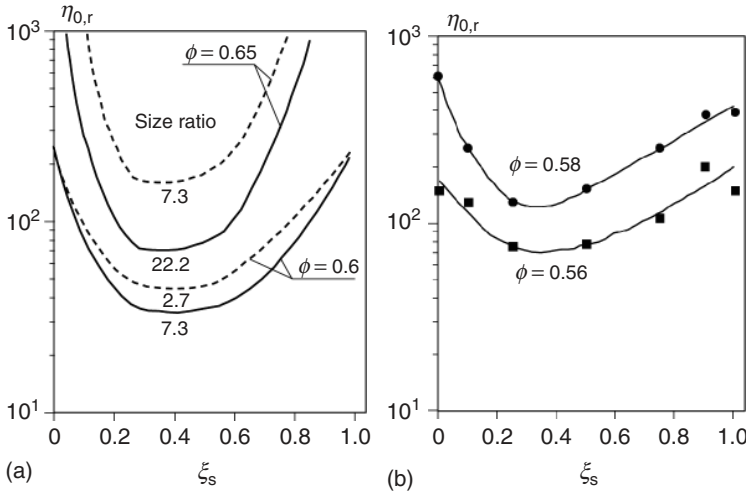 η0,r
10³
10²
10¹
ϕ = 0.65
Size ratio
7.3
22.2
2.7
7.3
ϕ = 0.6
0 0.2 0.4 0.6 0.8 1.0
(a)
ξs
η0,r
10³
10²
10¹
ϕ = 0.58
ϕ = 0.56
0 0.2 0.4 0.6 0.8 1.0
(b)
ξs